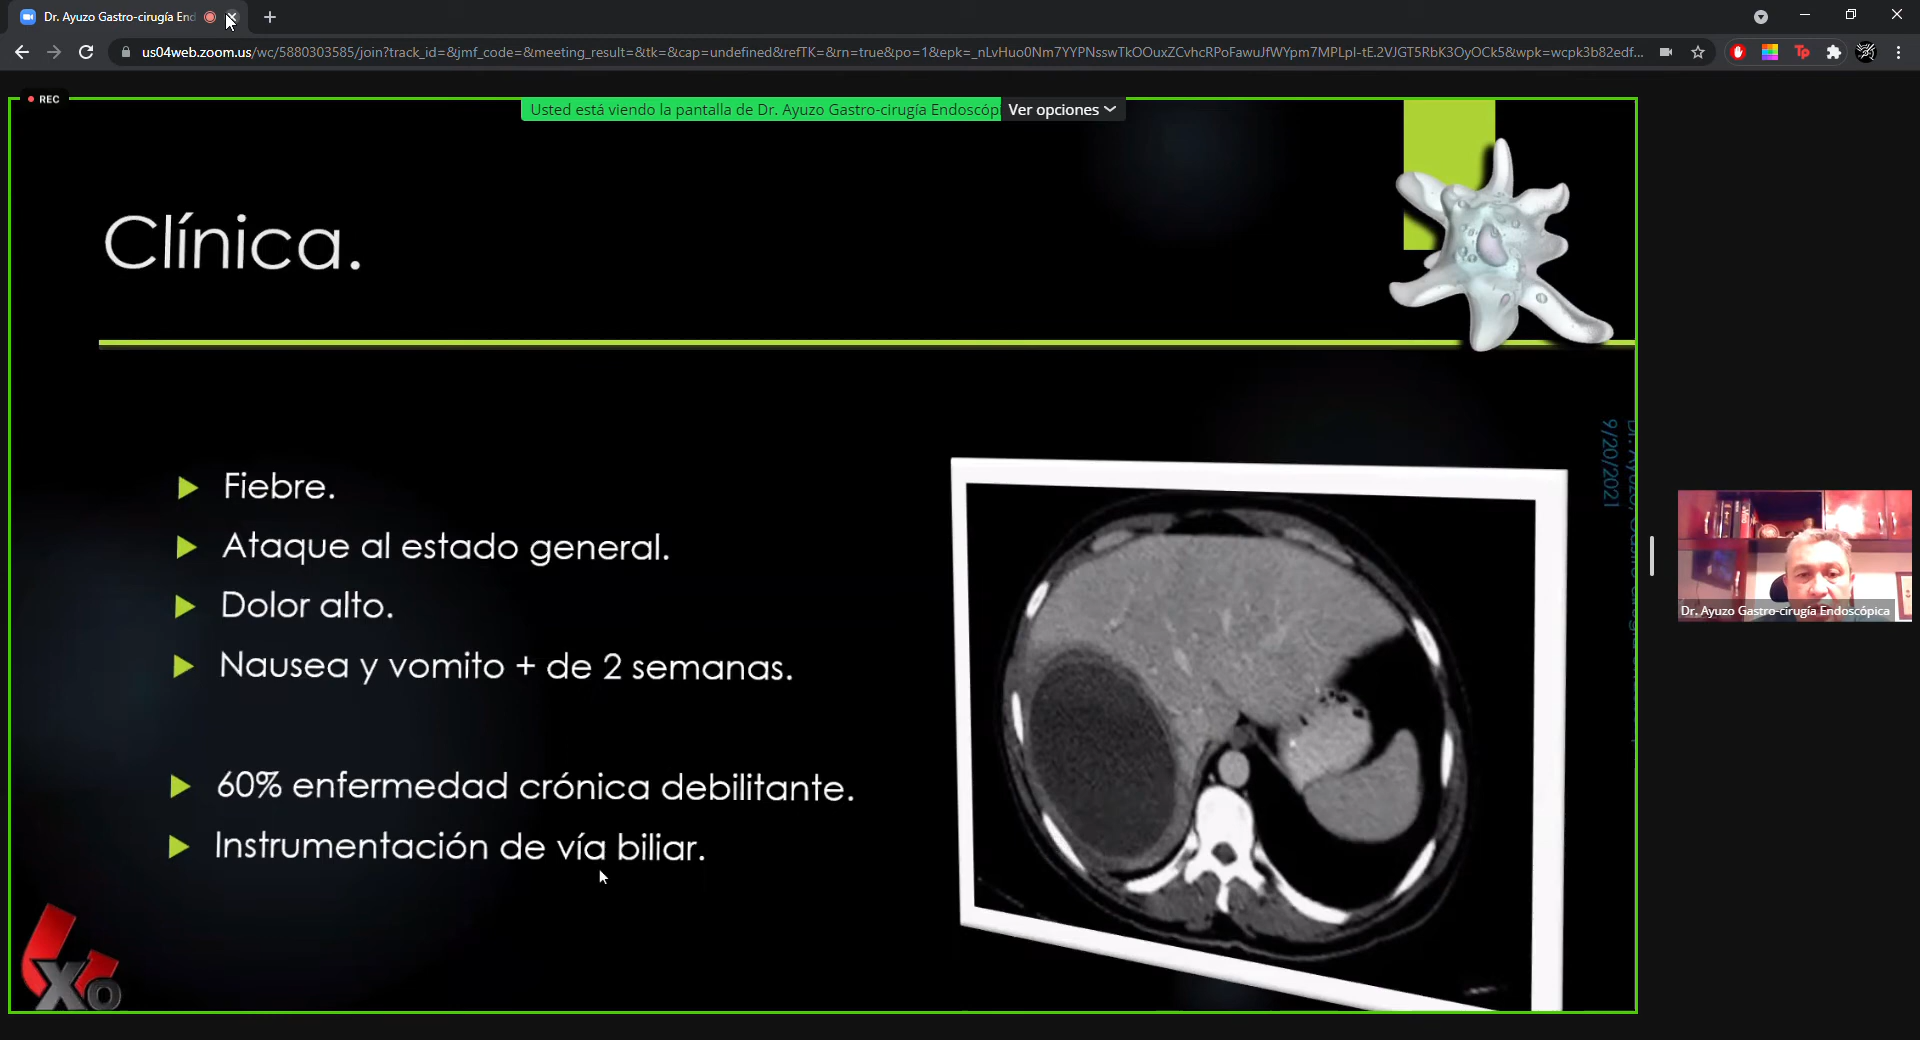 Dr. Ayuzo Gastro-cirugía End
us04web.zoom.us/wc/5880303585/join?track_id=&jmf_code=&meeting_result=&tk=&cap=undefined&refTK=&rn=true&po=1&epk=_nLvHuo0Nm7YYPNsswTkOOuxZCvhcRPoFawuJfWYpm7MPLpI-tE.2VJGT5RbK3OyOCk5&wpk=wcpk3b82edf...
REC
Usted está viendo la pantalla de Dr. Ayuzo Gastro-cirugía Endoscópi
Ver opciones
Clínica.
Fiebre.
Ataque al estado general.
Dolor alto.
Nausea y vomito + de 2 semanas.
60% enfermedad crónica debilitante.
Instrumentación de vía biliar.
9/20/2021
Dr. Ayuzo Gastro-cirugía Endoscópica
Xo